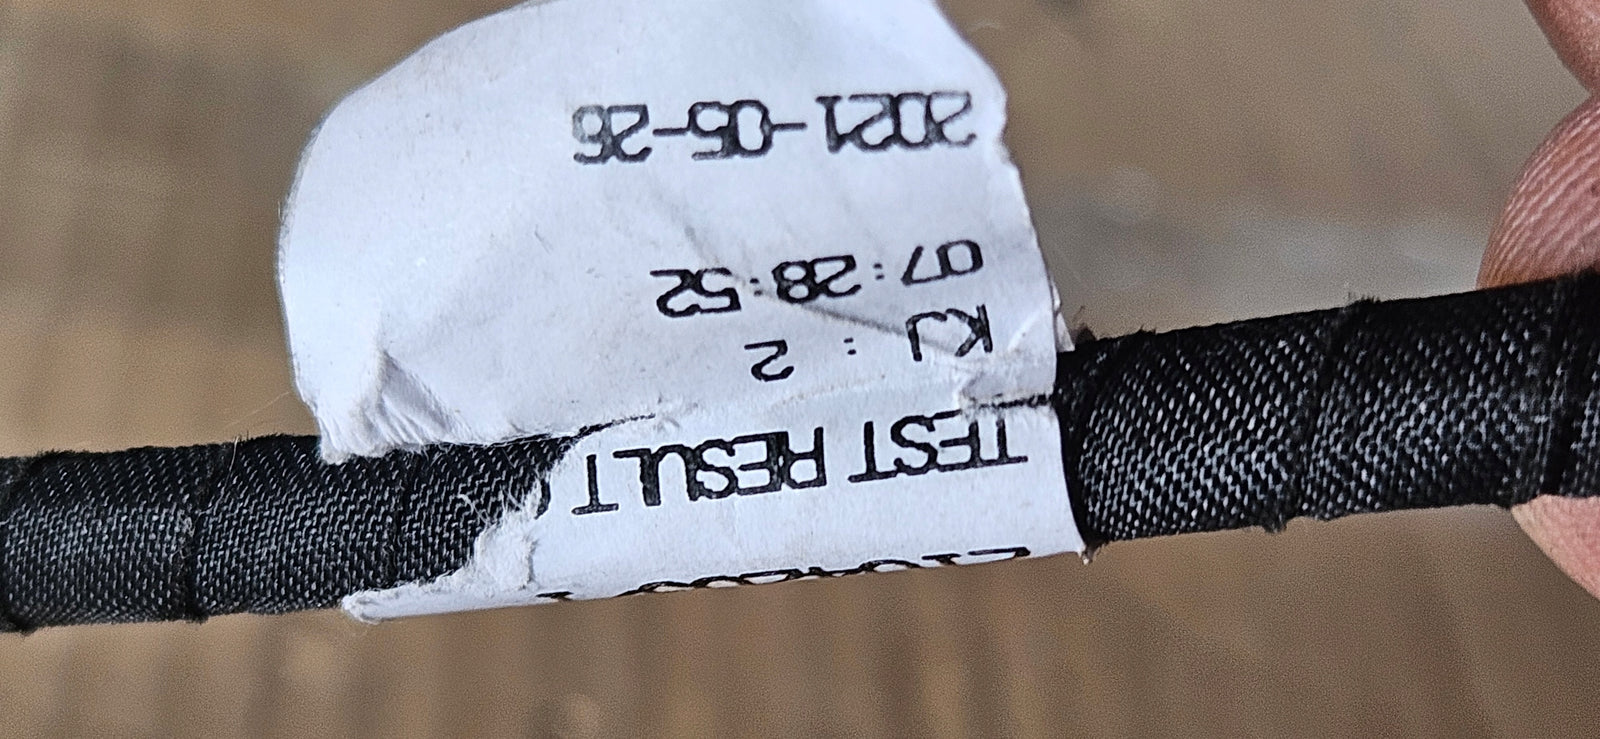 TEST RESULT
KJ : 2
07:28:52
2021-05-26